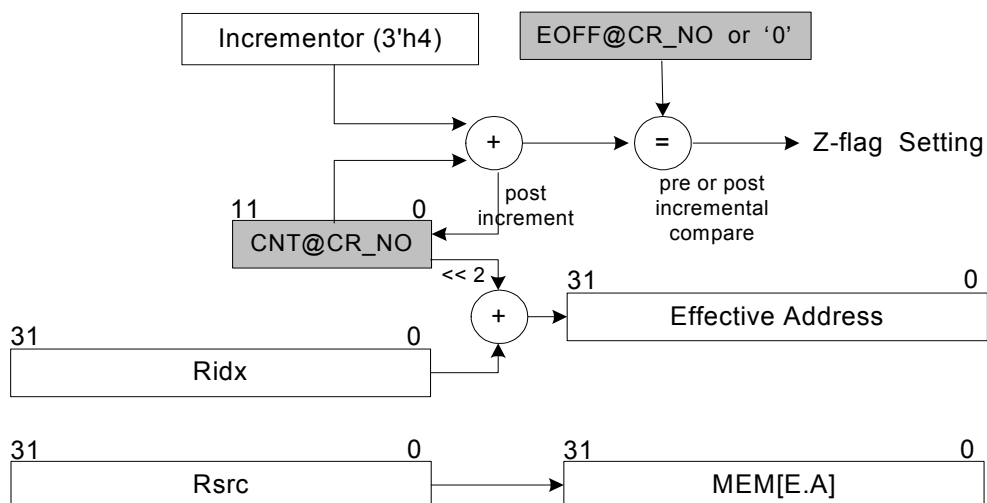 Incrementor (3'h4)
EOFF@CR_NO or ‘0’
+
=
Z-flag Setting
post
increment
pre or post
incremental
compare
11 0
CNT@CR_NO
<< 2
+
31 0
Effective Address
31 0
Ridx
31 0
Rsrc
31 0
MEM[E.A]